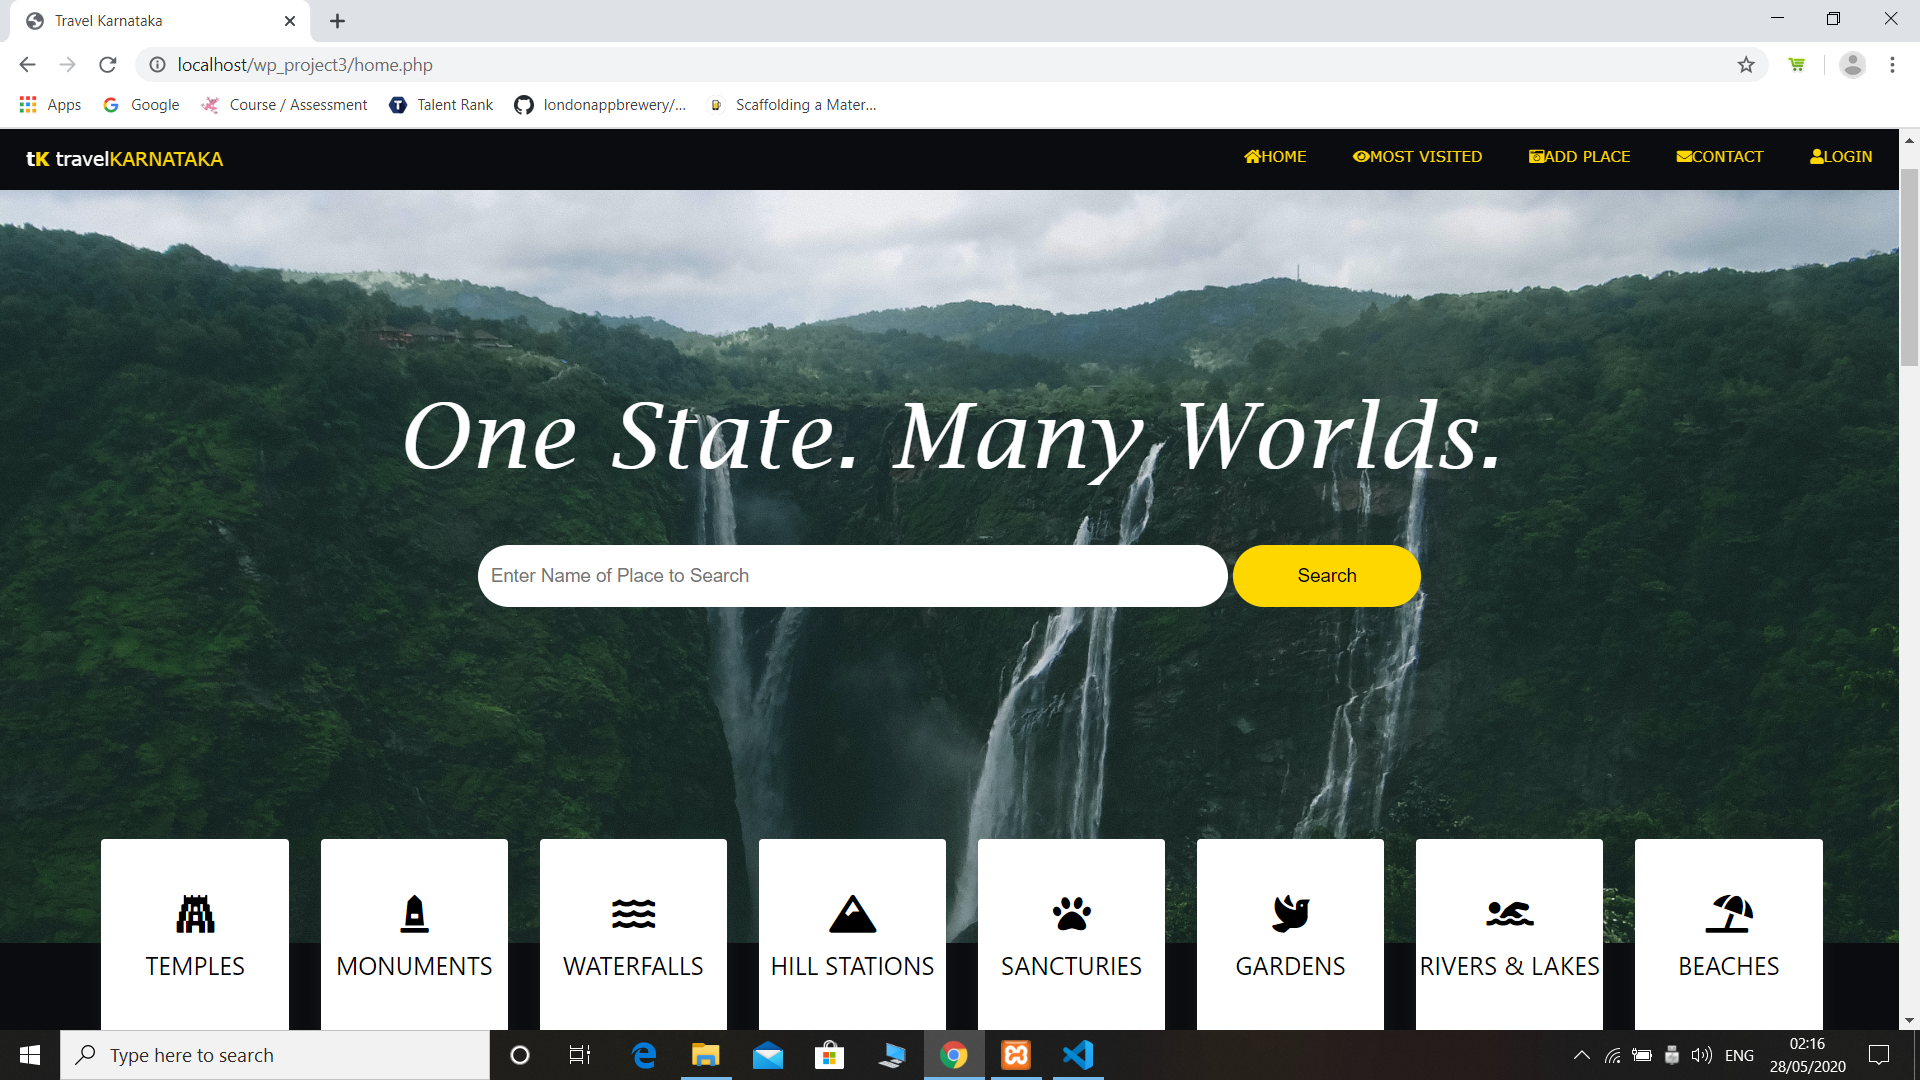 Travel Karnataka
localhost/wp_project3/home.php
Apps Google Course / Assessment Talent Rank londonappbrewery/... Scaffolding a Mater...
tK travelKARNATAKA HOME MOST VISITED ADD PLACE CONTACT LOGIN
One State. Many Worlds.
Enter Name of Place to Search Search
TEMPLES MONUMENTS WATERFALLS HILL STATIONS SANCTURIES GARDENS RIVERS & LAKES BEACHES
Type here to search ENG 02:16
28/05/2020